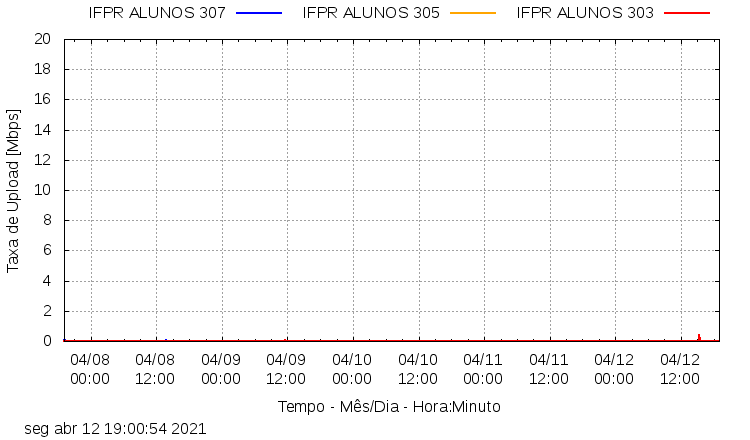 IFPR ALUNOS 307 IFPR ALUNOS 305 IFPR ALUNOS 303
Taxa de Upload [Mbps]
20
18
16
14
12
10
8
6
4
2
0
04/08 04/08 04/09 04/09 04/10 04/10 04/11 04/11 04/12 04/12
00:00 12:00 00:00 12:00 00:00 12:00 00:00 12:00 00:00 12:00
Tempo - Mês/Dia - Hora:Minuto
seg abr 12 19:00:54 2021